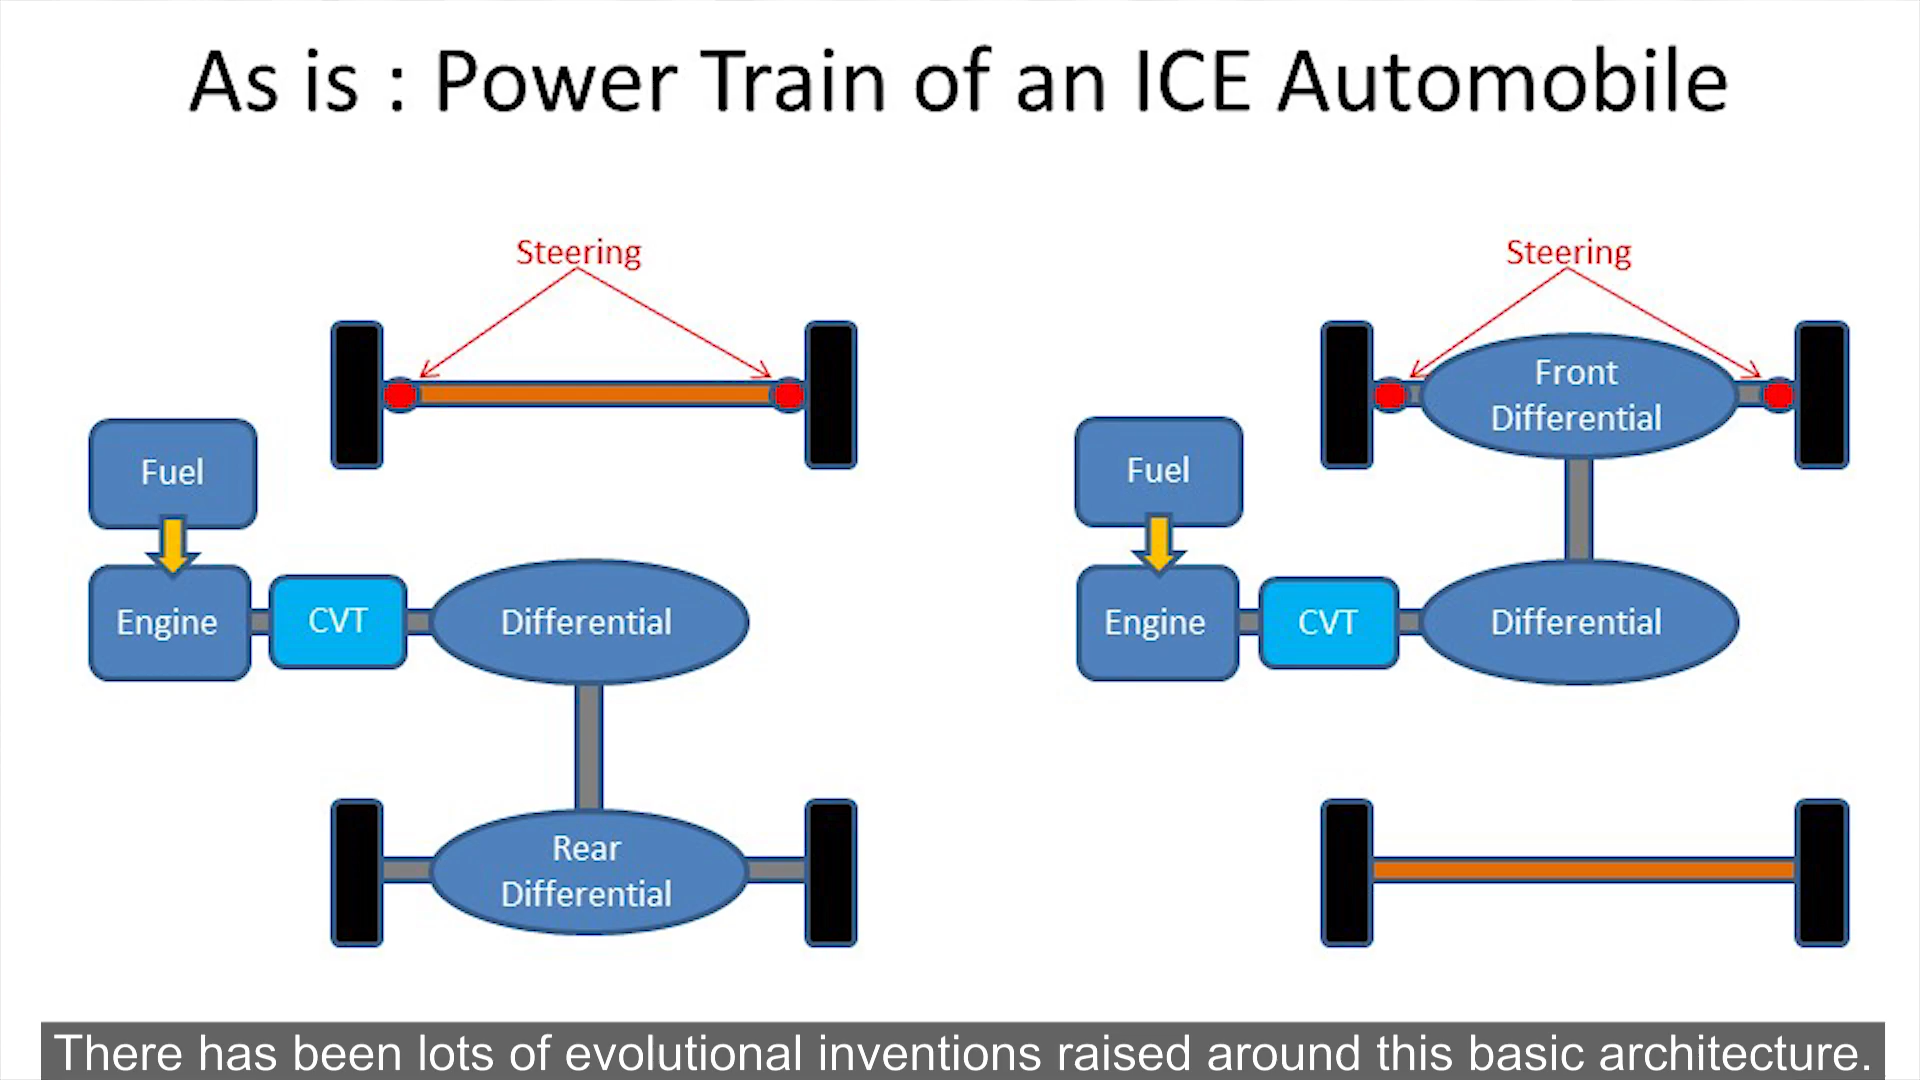 As is : Power Train of an ICE Automobile
Steering
Fuel
Engine
CVT
Differential
Rear
Differential
Steering
Front
Differential
Fuel
Engine
CVT
Differential
There has been lots of evolutional inventions raised around this basic architecture.